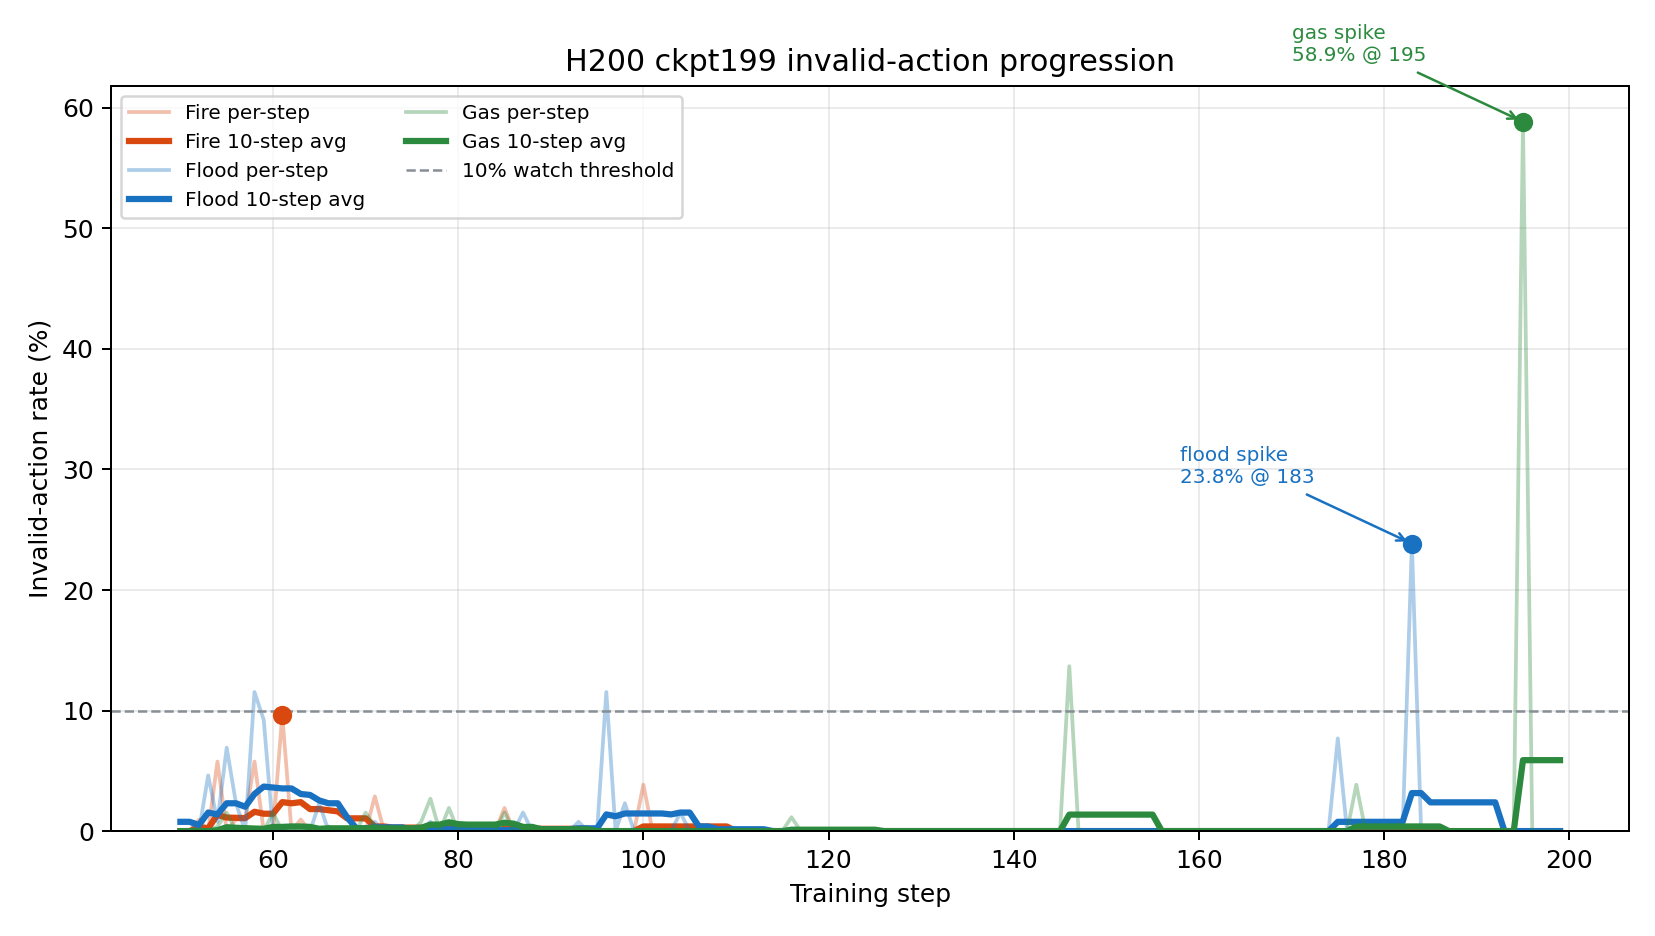 gas spike
58.9% @ 195
H200 ckpt199 invalid-action progression
Fire per-step
Fire 10-step avg
Flood per-step
Flood 10-step avg
Gas per-step
Gas 10-step avg
10% watch threshold
flood spike
23.8% @ 183
Invalid-action rate (%)
60
50
40
30
20
10
0
60 80 100 120 140 160 180 200
Training step